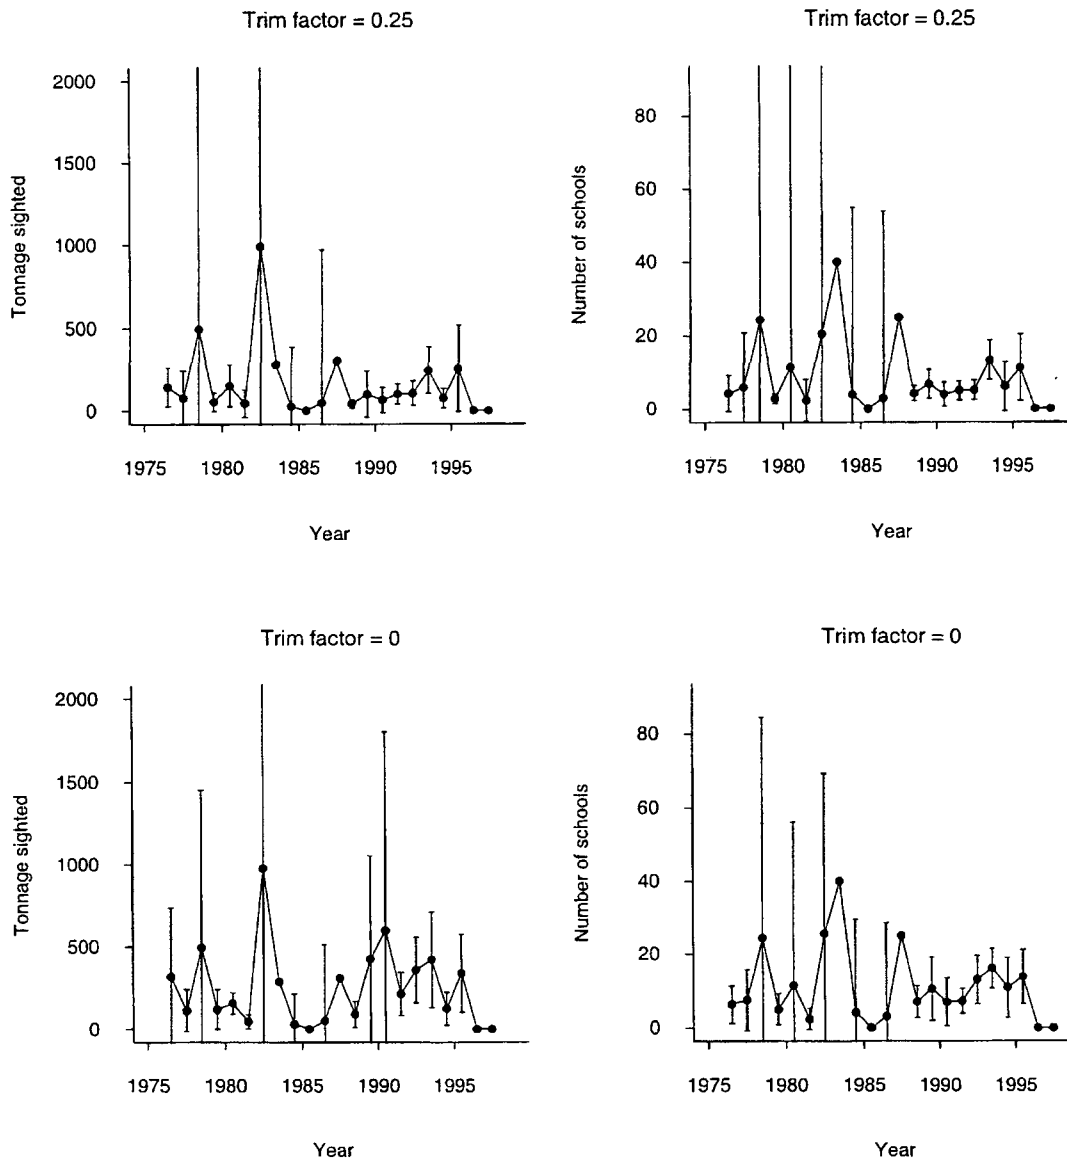 Trim factor = 0.25
Tonnage sighted
2000
1500
1000
500
0
1975 1980 1985 1990 1995
Year
Trim factor = 0.25
Number of schools
80
60
40
20
0
1975 1980 1985 1990 1995
Year
Trim factor = 0
Tonnage sighted
2000
1500
1000
500
0
1975 1980 1985 1990 1995
Year
Trim factor = 0
Number of schools
80
60
40
20
0
1975 1980 1985 1990 1995
Year